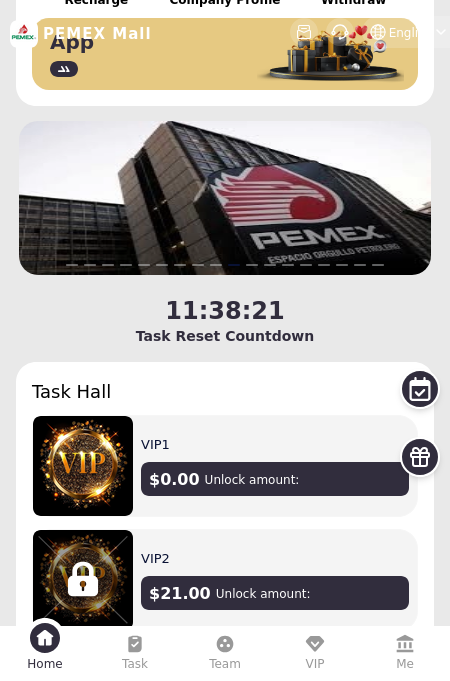 Recharge
Company Profile
Withdraw
PEMEX
PEMEX Mall
App
PEMEX
ESPACIO ORGULLO PETROLERO
11:38:21
Task Reset Countdown
Task Hall
VIP
VIP1
$0.00 Unlock amount:
VIP
VIP2
$21.00 Unlock amount:
Home
Task
Team
VIP
Me